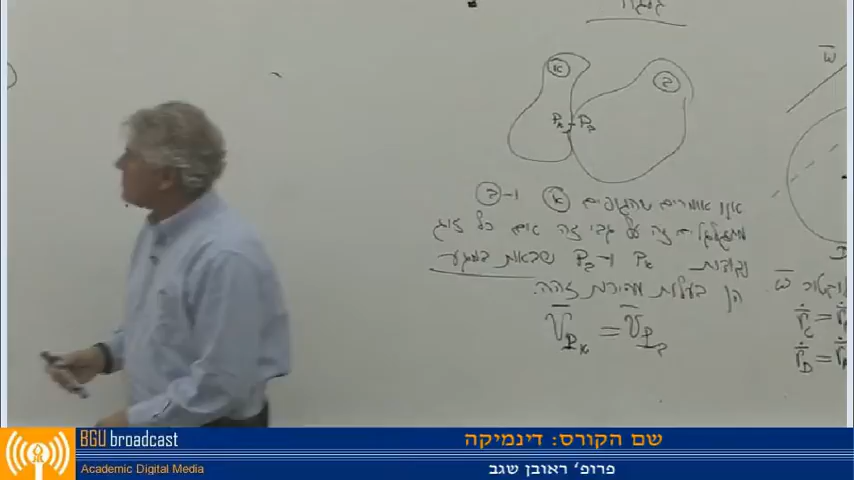 א
ב
Pא Pב
אנו אומרים שהגופים א ו-ב
מתגלגלים זה על גבי זה אם כל זוג
נקודות Pא ו-Pב שבאות במגע
הן בעלות מהירות זהה.
V̅Pא = V̅Pב
ω̅
וקטור ω̅
D
BGU broadcast
Academic Digital Media
שם הקורס: דינמיקה
פרופ' ראובן שגב